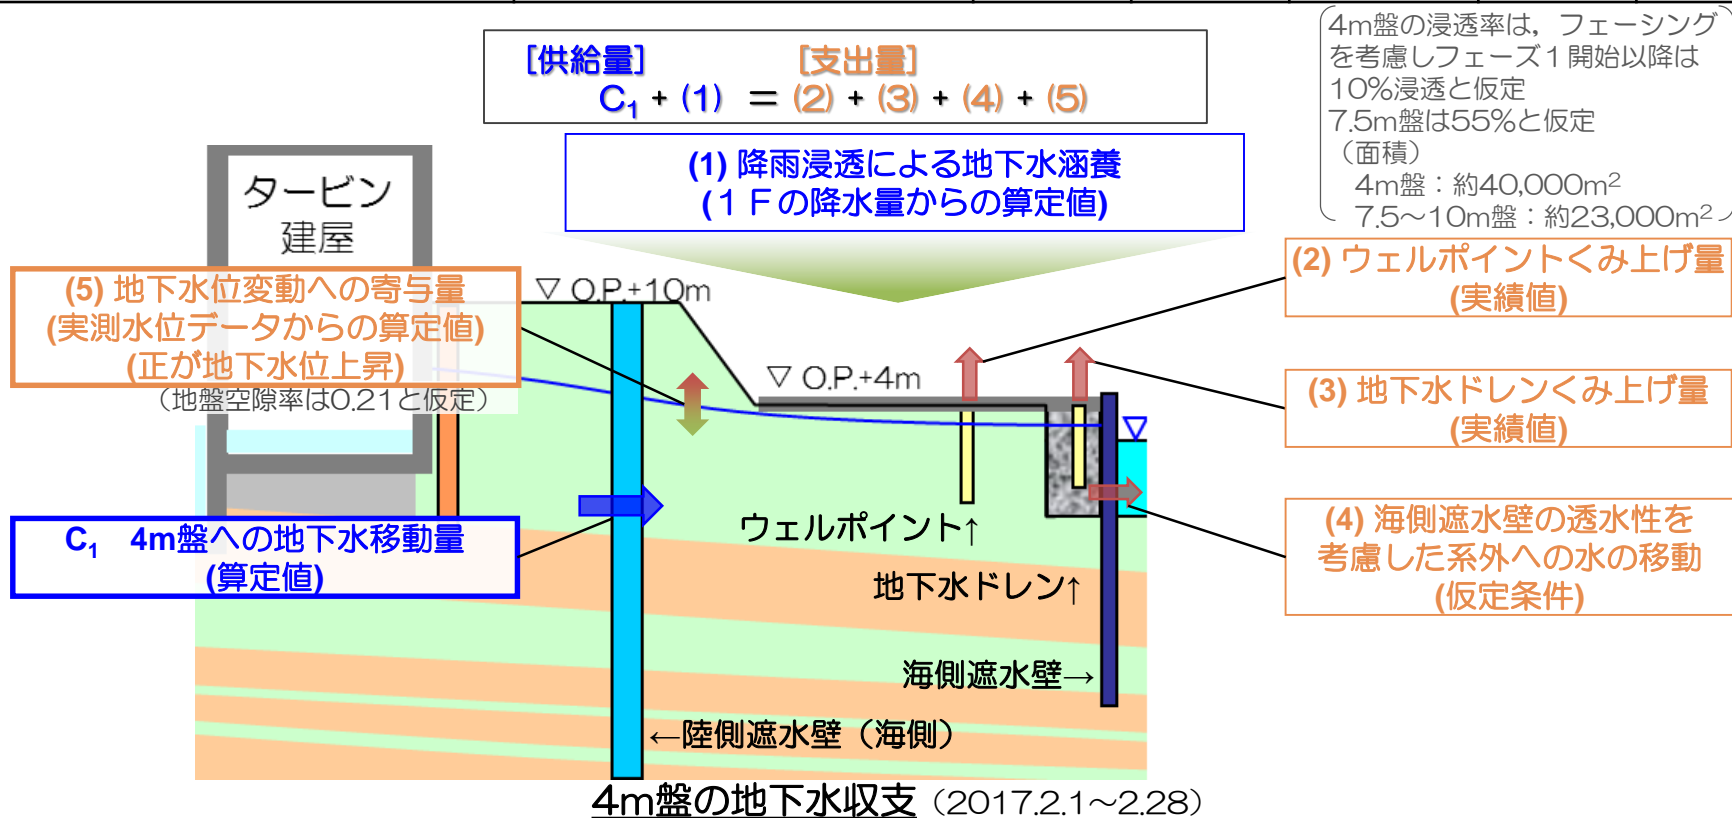 [供給量] [支出量]
C₁ + (1) = (2) + (3) + (4) + (5)
4m盤の浸透率は，フェーシング
を考慮しフェーズ１開始以降は
10%浸透と仮定
7.5m盤は55%と仮定
（面積）
4m盤：約40,000m²
7.5～10m盤：約23,000m²
(1) 降雨浸透による地下水涵養
(１Ｆの降水量からの算定値)
タービン
建屋
(5) 地下水位変動への寄与量
(実測水位データからの算定値)
(正が地下水位上昇)
（地盤空隙率は0.21と仮定）
▽ O.P.+10m
▽ O.P.+4m
(2) ウェルポイントくみ上げ量
(実績値)
(3) 地下水ドレンくみ上げ量
(実績値)
(4) 海側遮水壁の透水性を
考慮した系外への水の移動
(仮定条件)
C₁ 4m盤への地下水移動量
(算定値)
ウェルポイント↑
地下水ドレン↑
海側遮水壁→
←陸側遮水壁（海側）
4m盤の地下水収支（2017.2.1～2.28）